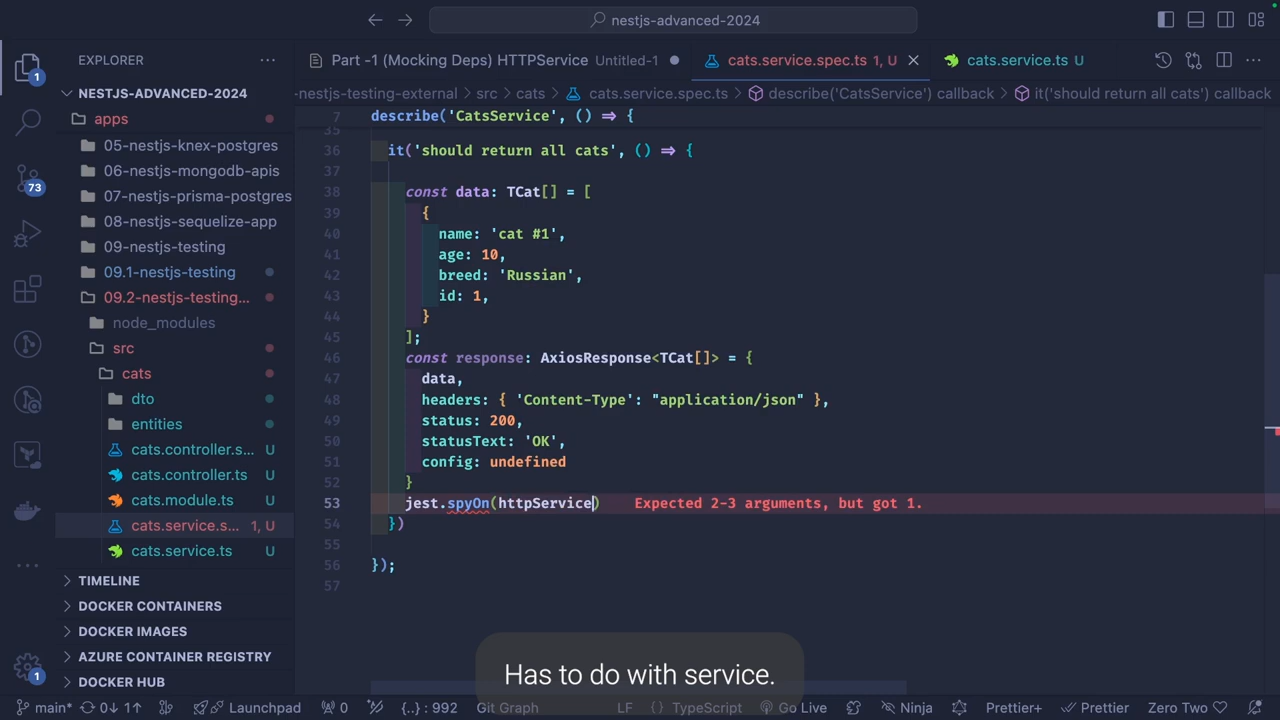 nestjs-advanced-2024
EXPLORER
Part -1 (Mocking Deps) HTTPService Untitled-1
cats.service.spec.ts 1, U
cats.service.ts U
NESTJS-ADVANCED-2024
-nestjs-testing-external > src > cats > cats.service.spec.ts > describe('CatsService') callback > it('should return all cats') callback
apps
05-nestjs-knex-postgres
06-nestjs-mongodb-apis
07-nestjs-prisma-postgres
08-nestjs-sequelize-app
09-nestjs-testing
09.1-nestjs-testing
09.2-nestjs-testing...
node_modules
src
cats
dto
entities
cats.controller.s... U
cats.controller.ts U
cats.module.ts U
cats.service.s... 1, U
cats.service.ts U
TIMELINE
DOCKER CONTAINERS
DOCKER IMAGES
AZURE CONTAINER REGISTRY
DOCKER HUB
1
73
1
7 describe('CatsService', () => {
35
36 it('should return all cats', () => {
37
38 const data: TCat[] = [
39 {
40 name: 'cat #1',
41 age: 10,
42 breed: 'Russian',
43 id: 1,
44 }
45 ];
46 const response: AxiosResponse<TCat[]> = {
47 data,
48 headers: { 'Content-Type': "application/json" },
49 status: 200,
50 statusText: 'OK',
51 config: undefined
52 }
53 jest.spyOn(httpService) Expected 2-3 arguments, but got 1.
54 })
55
56 });
57
Has to do with service.
main* 0↓ 1↑ Launchpad 0 {..} : 992 Git Graph LF {} TypeScript Go Live Ninja Prettier+ Prettier Zero Two